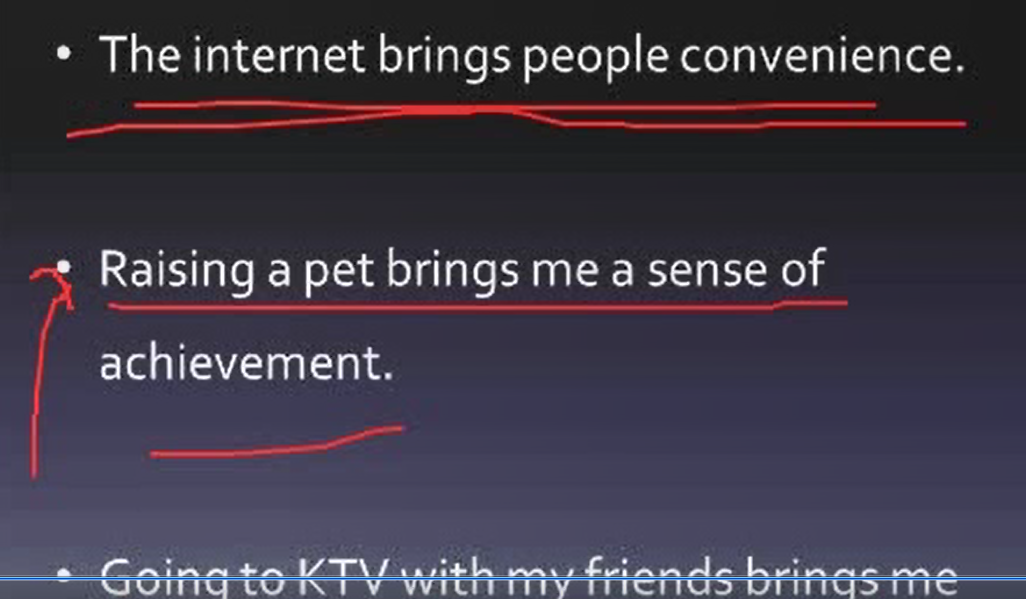 • The internet brings people convenience.
• Raising a pet brings me a sense of
achievement.
• Going to KTV with my friends brings me